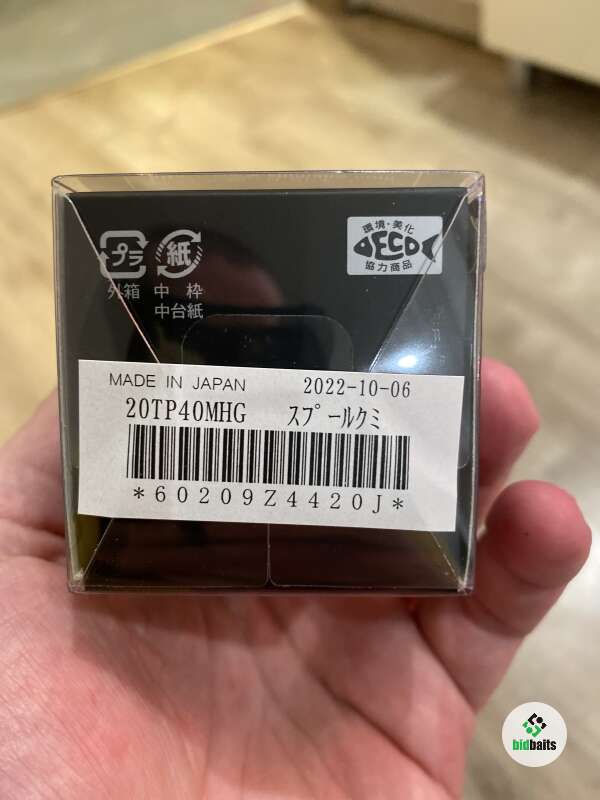 環境・美化
DECO
協力商品
プラ 紙
外箱 中 枠
中台紙
MADE IN JAPAN 2022-10-06
20TP40MHG スプールクミ
*60209Z4420J*
bidbaits